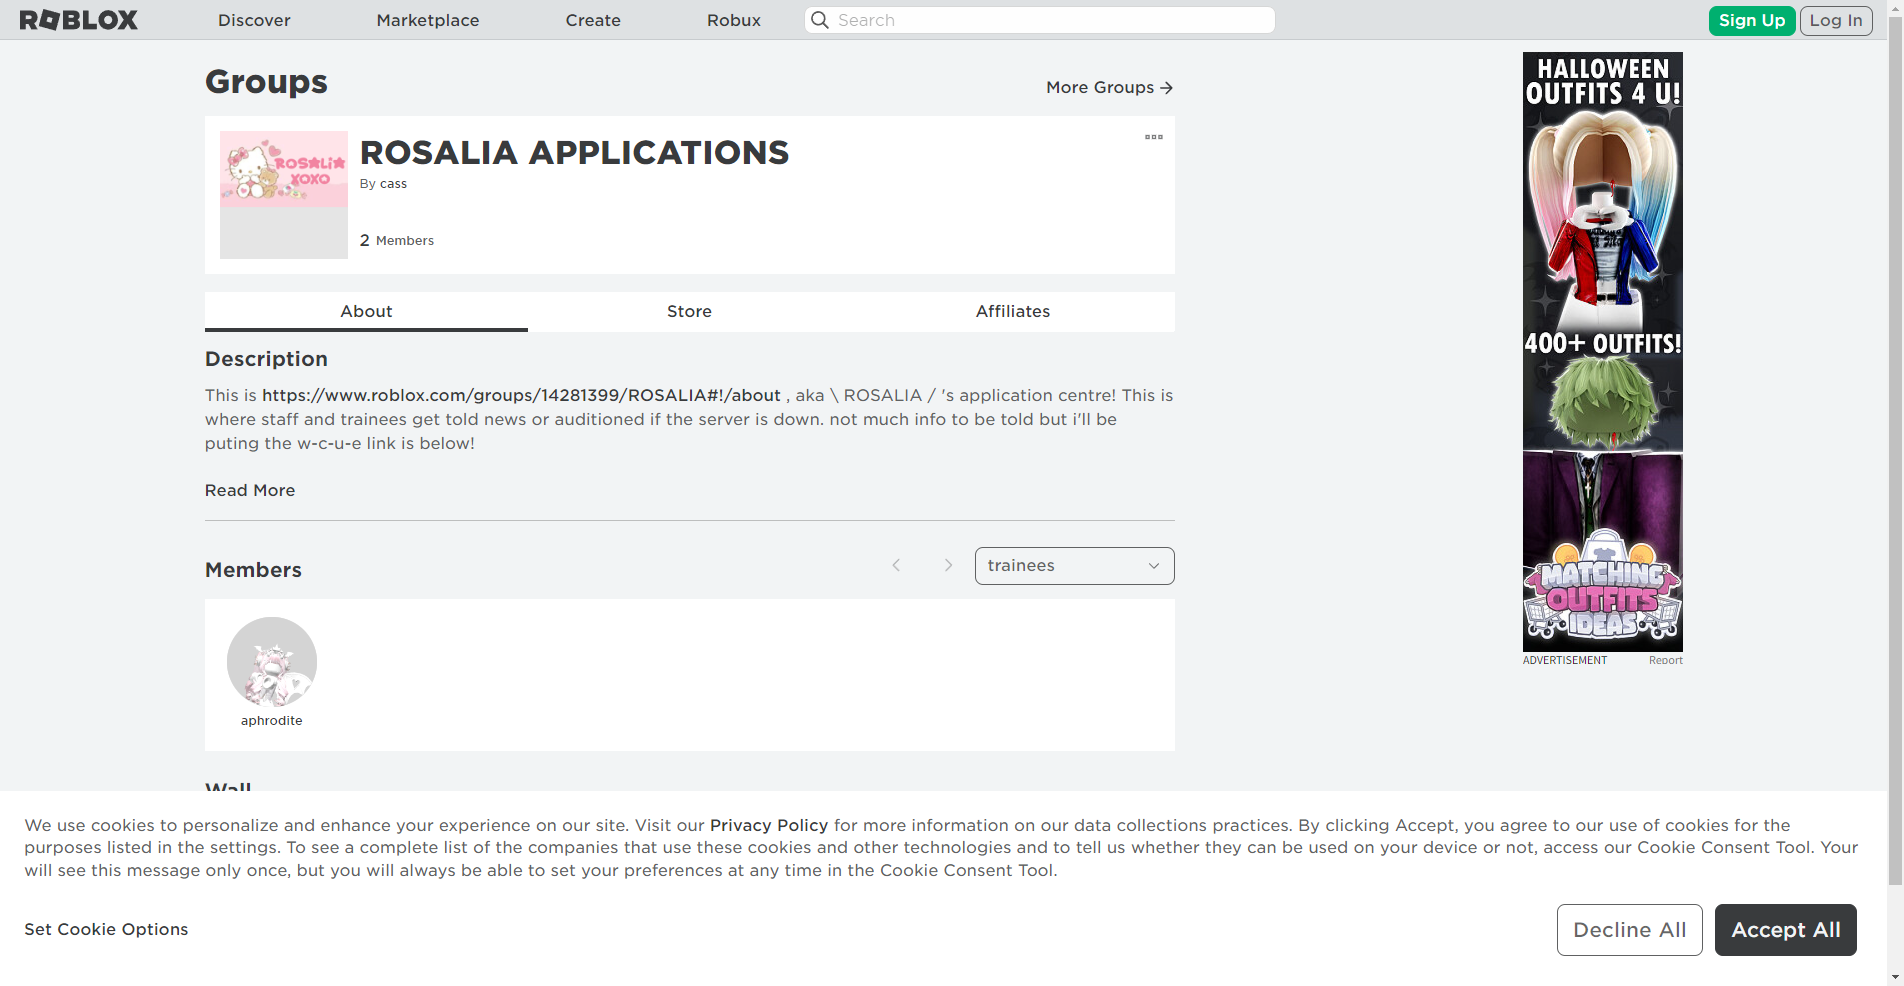 ROBLOX
Discover
Marketplace
Create
Robux
Search
Sign Up
Log In
Groups
More Groups
ROSALIA
XOXO
ROSALIA APPLICATIONS
By cass
2 Members
About
Store
Affiliates
Description
This is https://www.roblox.com/groups/14281399/ROSALIA#!/about , aka \ ROSALIA / 's application centre! This is
where staff and trainees get told news or auditioned if the server is down. not much info to be told but i'll be
puting the w-c-u-e link is below!
Read More
Members
trainees
aphrodite
Wall
HALLOWEEN
OUTFITS 4 U!
400+ OUTFITS!
MATCHING
OUTFITS
IDEAS
ADVERTISEMENT
Report
We use cookies to personalize and enhance your experience on our site. Visit our Privacy Policy for more information on our data collections practices. By clicking Accept, you agree to our use of cookies for the
purposes listed in the settings. To see a complete list of the companies that use these cookies and other technologies and to tell us whether they can be used on your device or not, access our Cookie Consent Tool. Your
will see this message only once, but you will always be able to set your preferences at any time in the Cookie Consent Tool.
Set Cookie Options
Decline All
Accept All